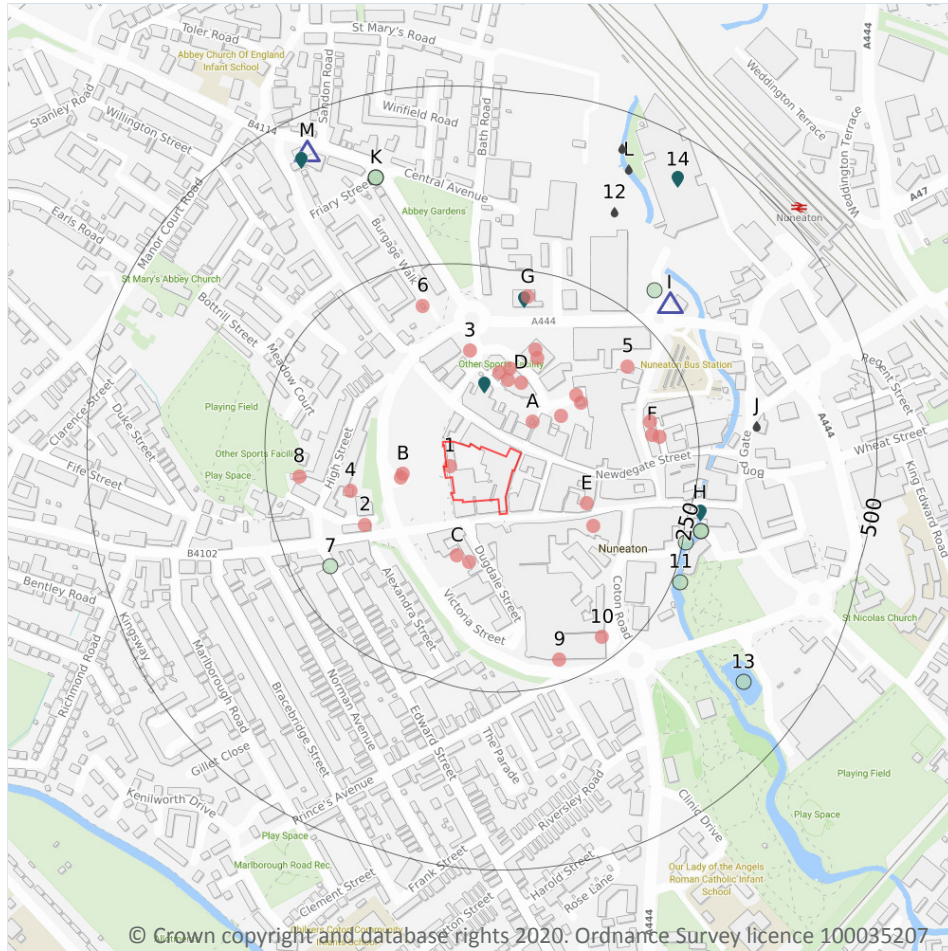 St Mary's Road
A444
Toler Road
Abbey Church Of England
Infant School
Sandon Road
Weddington Terrace
Stanley Road
Winfield Road
Bath Road
Willington Street
B4114
M
K
L
14
Weddington Terrace
A47
Central Avenue
Friary Street
12
Nuneaton
Earls Road
Manor Court Road
Abbey Gardens
Burgage Walk
St Mary's Abbey Church
G
I
6
Bottrill Street
A444
3
5
Other Sports Facility
D
Nuneaton Bus Station
Regent Street
Meadow Court
Playing Field
A
J
F
A444
Clarence Street
Duke Street
Wheat Street
High Street
1
Newdegate Street
Bond Gate
Other Sports Facili
8
B
Fife Street
Play Space
4
E
King Edward Road
H
2
250
500
B4102
7
C
Nuneaton
11
Dugdale Street
Bentley Road
Alexandra Street
Coton Road
Victoria Street
St Nicolas Church
Kingsway
10
9
Marlborough Road
Richmond Road
13
Norman Avenue
Bracebridge Street
Edward Street
The Parade
Gillet Close
Playing Field
Kenilworth Drive
Prince's Avenue
Riversley Road
Clinic Drive
Play Space
Play Space
Marlborough Road Rec.
Frank Street
Harold Street
Our Lady of the Angels
Roman Catholic Infant
School
Clement Street
Rose Lane
A444
© Crown copyright and database rights 2020. Ordnance Survey licence 100035207.